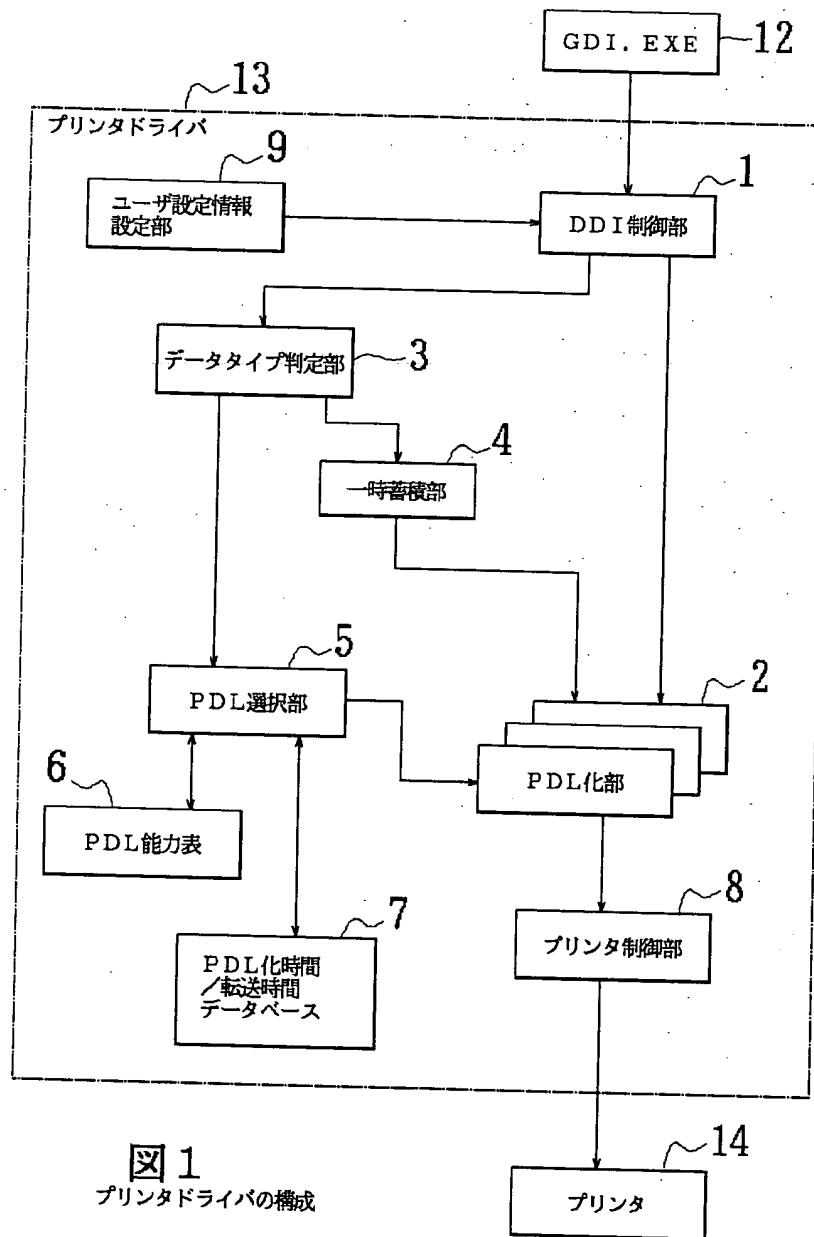 GDI.EXE
12
13
プリンタドライバ
9
ユーザ設定情報
設定部
1
DDI制御部
データタイプ判定部
3
4
一時蓄積部
5
PDL選択部
2
PDL化部
6
PDL能力表
7
PDL化時間
/転送時間
データベース
8
プリンタ制御部
14
プリンタ
図1
プリンタドライバの構成